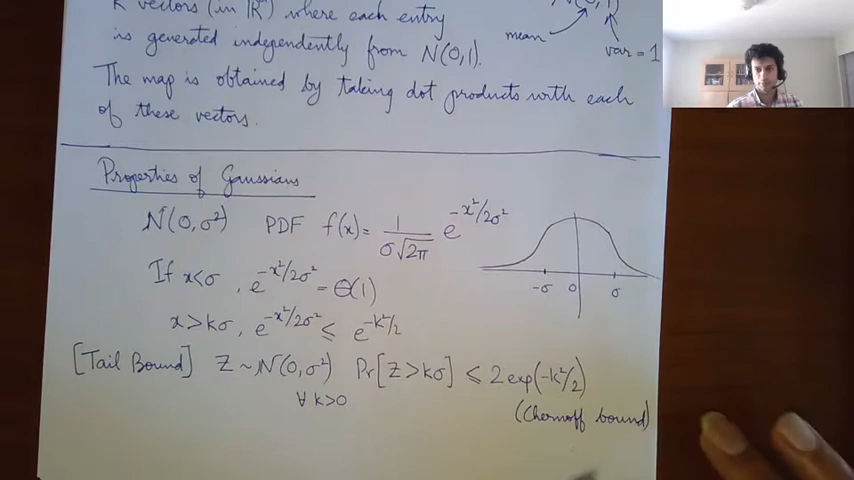 k vectors (in ℝ ) where each entry
is generated independently from N(0,1).
The map is obtained by taking dot products with each
of these vectors.
N(0,1)
mean
var = 1
Properties of Gaussians
N(0,σ²) PDF f(x) = 1/(σ√2π) e^(-x²/2σ²)
If x<σ, e^(-x²/2σ²) = Θ(1)
x>kσ, e^(-x²/2σ²) ≤ e^(-k²/2)
-σ 0 σ
[Tail Bound] Z ~ N(0,σ²) Pr[Z > kσ] ≤ 2 exp(-k²/2)
∀ k>0
(Chernoff bound)